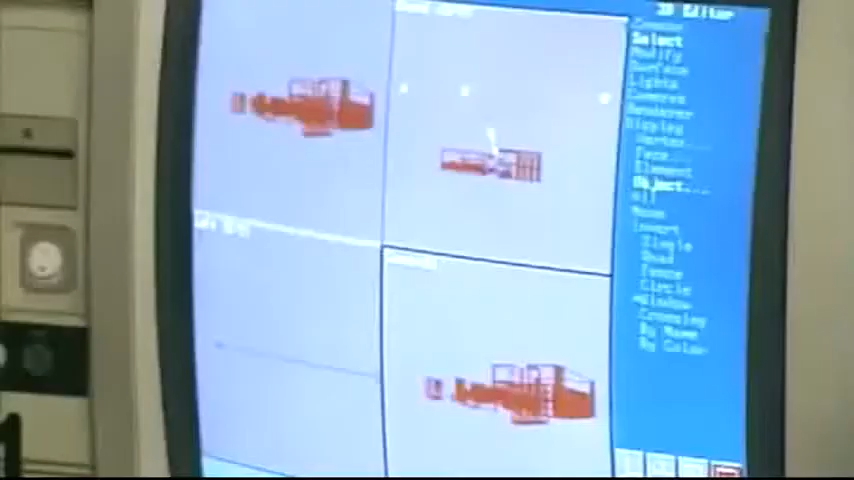 3D Editor
Create
Select
Modify
Surface
Lights
Cameras
Renderer
Display
Vertex...
Face...
Element
Object...
All
None
Invert
Single
Quad
Fence
Circle
*Window
Crossing
By Name
By Color